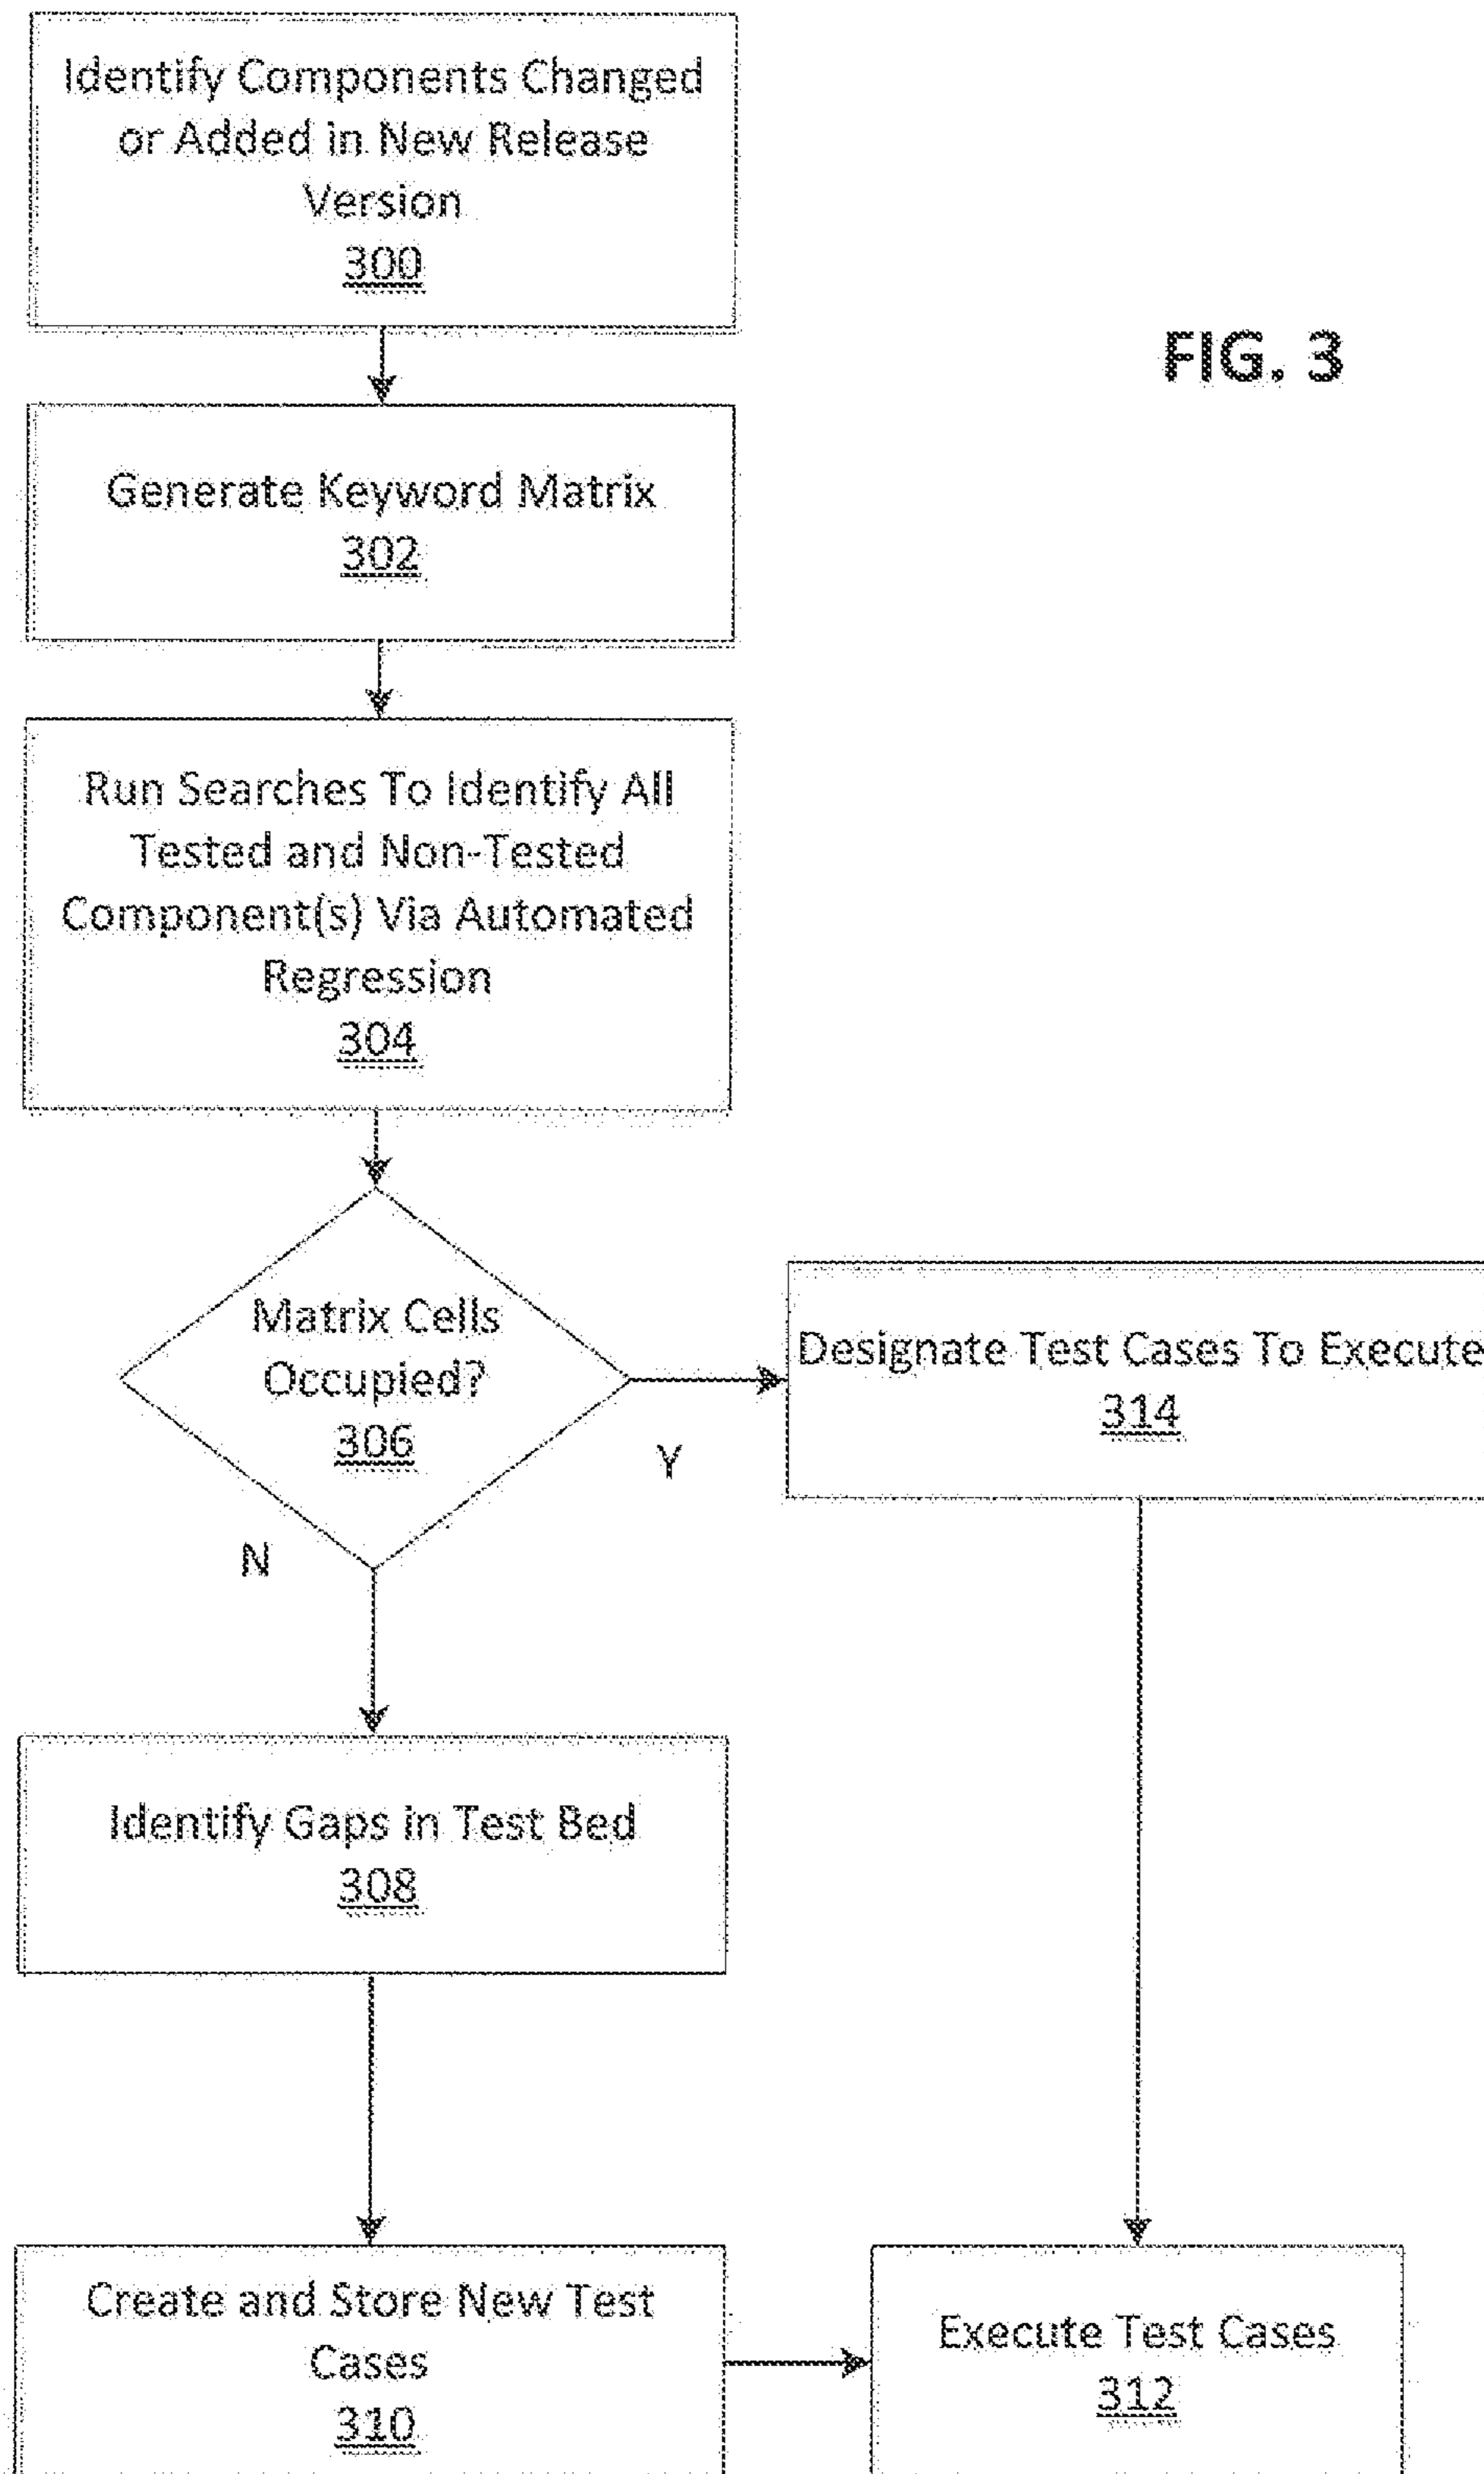 Identify Components Changed
or Added in New Release
Version
300
FIG. 3
Generate Keyword Matrix
302
Run Searches To Identify All
Tested and Non-Tested
Component(s) Via Automated
Regression
304
Matrix Cells
Occupied?
306
Y
N
Designate Test Cases To Execute
314
Identify Gaps in Test Bed
308
Create and Store New Test
Cases
310
Execute Test Cases
312